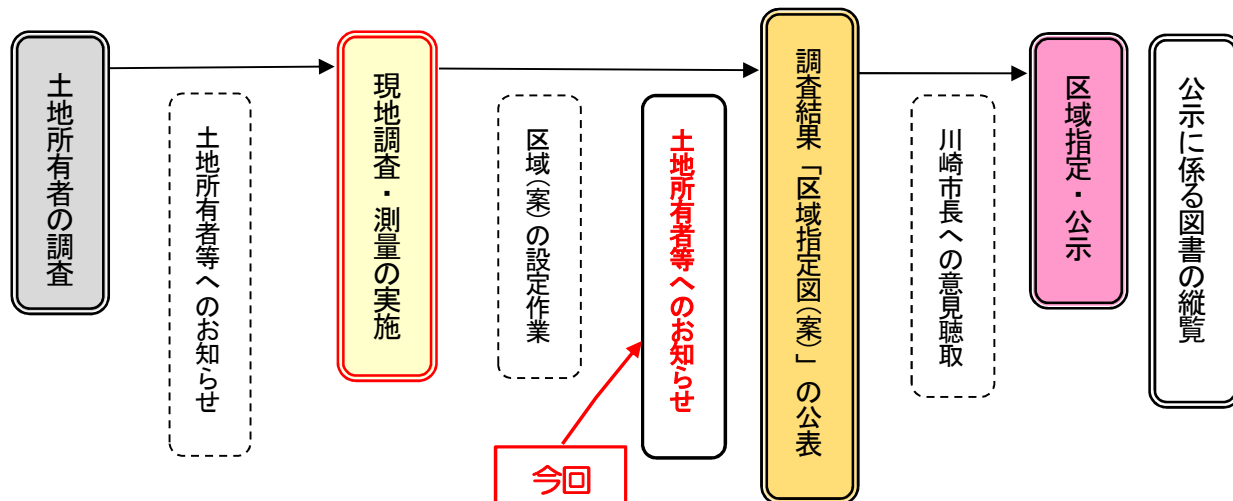 土地所有者の調査
土地所有者等へのお知らせ
現地調査・測量の実施
区域(案)の設定作業
土地所有者等へのお知らせ
調査結果「区域指定図(案)」の公表
川崎市長への意見聴取
区域指定・公示
公示に係る図書の縦覧
今回